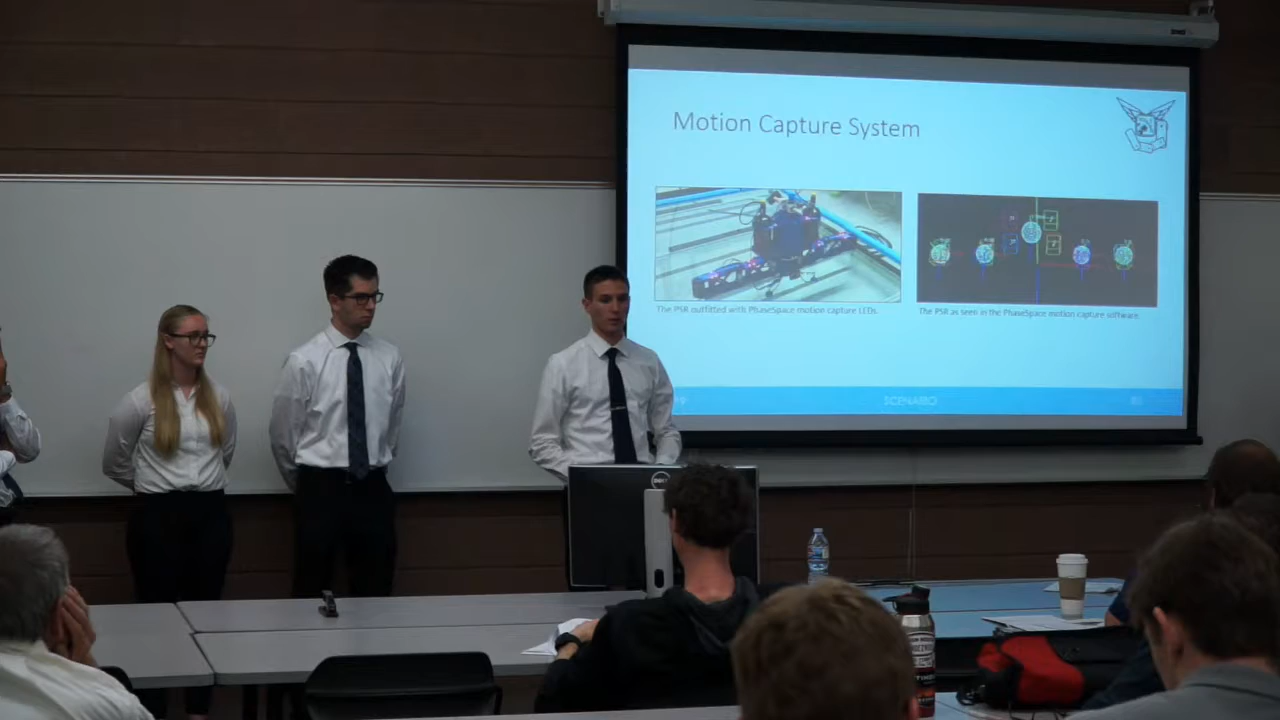 Motion Capture System
The PSR outfitted with PhaseSpace motion capture LEDs.
The PSR as seen in the PhaseSpace motion capture software.
SCENARIO
DELL